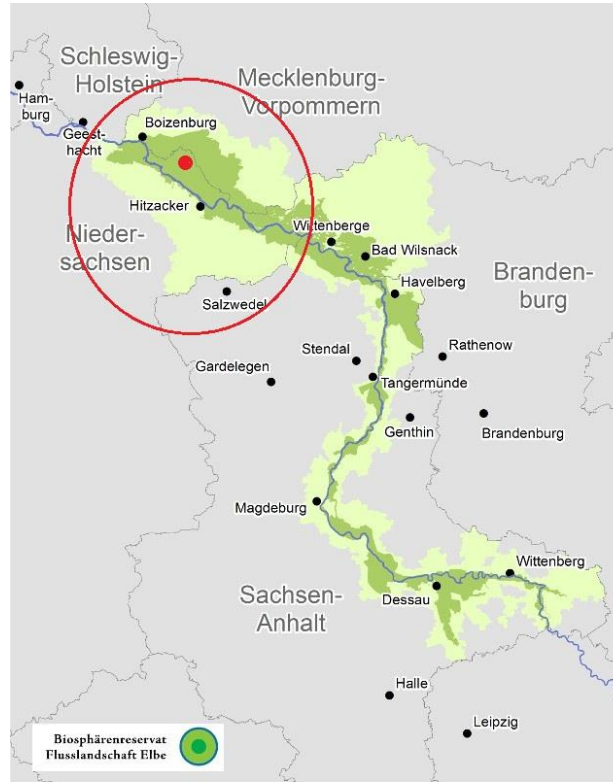 Schleswig-
Holstein
Mecklenburg-
Vorpommern
Ham-
burg
Geest-
hacht
Boizenburg
Hitzacker
Nieder-
sachsen
Wittenberge
Bad Wilsnack
Havelberg
Branden-
burg
Salzwedel
Stendal
Rathenow
Gardelegen
Tangermünde
Genthin
Brandenburg
Magdeburg
Wittenberg
Dessau
Sachsen-
Anhalt
Halle
Leipzig
Biosphärenreservat
Flusslandschaft Elbe